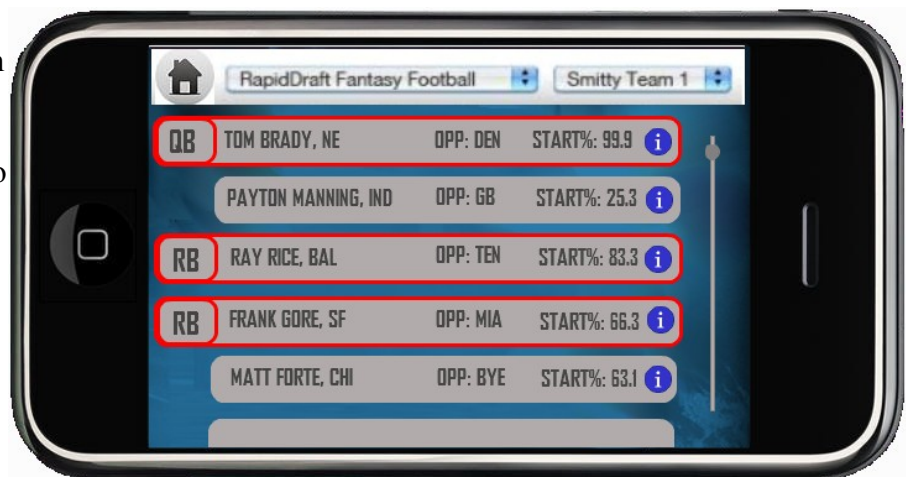 RapidDraft Fantasy Football Smitty Team 1
QB TOM BRADY, NE OPP: DEN START%: 99.9 i
PAYTON MANNING, IND OPP: GB START%: 25.3 i
RB RAY RICE, BAL OPP: TEN START%: 83.3 i
RB FRANK GORE, SF OPP: MIA START%: 66.3 i
MATT FORTE, CHI OPP: BYE START%: 63.1 i